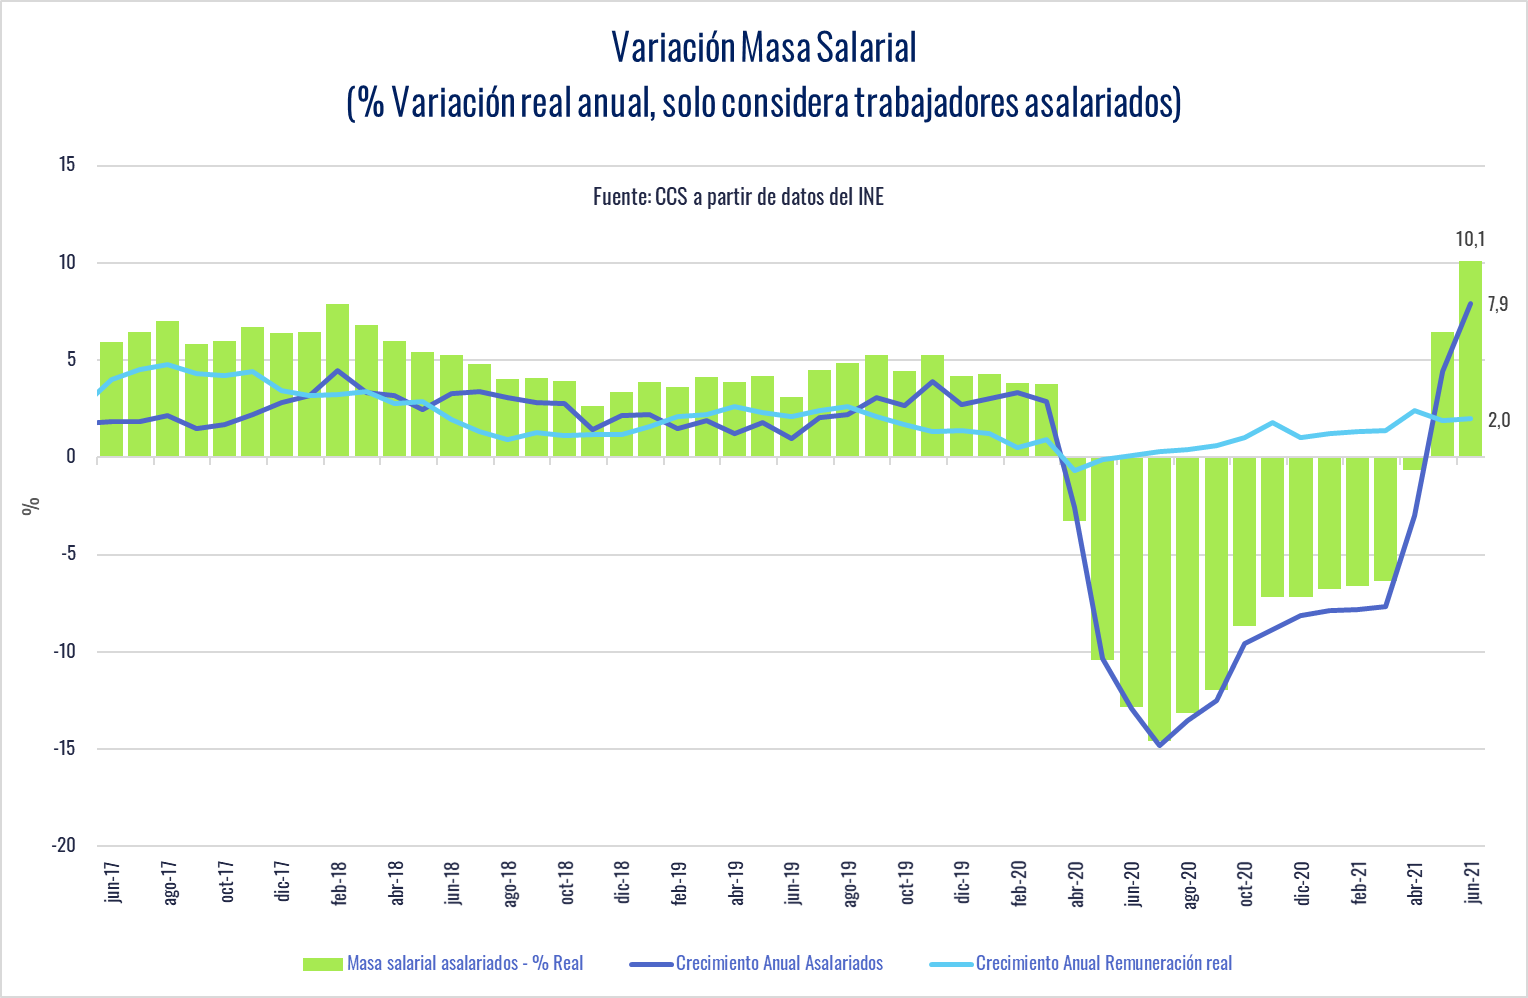 Variación Masa Salarial
(% Variación real anual, solo considera trabajadores asalariados)
15
Fuente: CCS a partir de datos del INE
10,1
10
7,9
5
2,0
0
%
-5
-10
-15
-20
jun-17 ago-17 oct-17 dic-17 feb-18 abr-18 jun-18 ago-18 oct-18 dic-18 feb-19 abr-19 jun-19 ago-19 oct-19 dic-19 feb-20 abr-20 jun-20 ago-20 oct-20 dic-20 feb-21 abr-21 jun-21
Masa salarial asalariados - % Real Crecimiento Anual Asalariados Crecimiento Anual Remuneración real